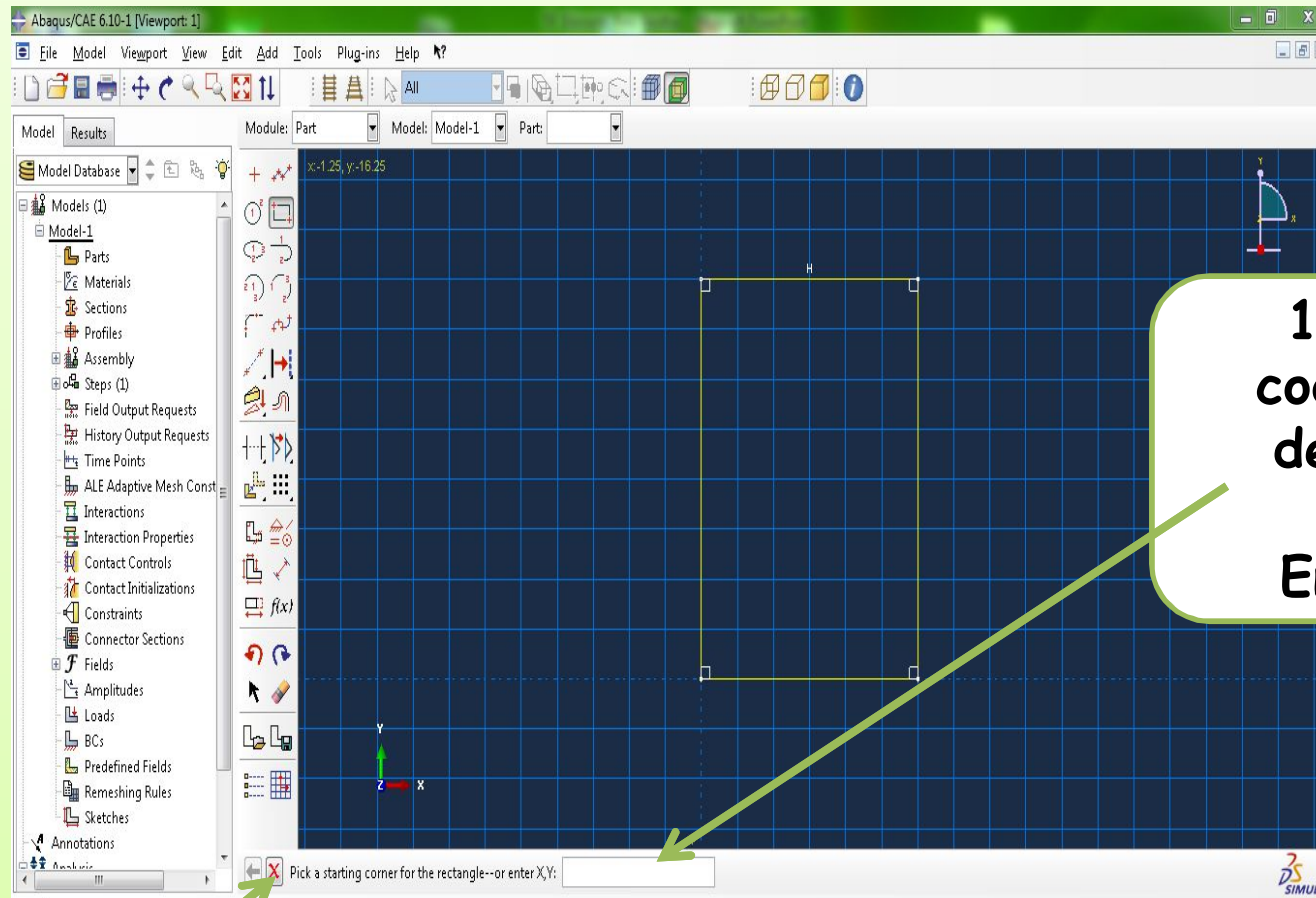 Abaqus/CAE 6.10-1 [Viewport: 1]
File Model Viewport View Edit Add Tools Plug-ins Help
All
Model Results
Module: Part Model: Model-1 Part:
Model Database
x:-1.25, y:-16.25
Models (1)
Model-1
Parts
Materials
Sections
Profiles
Assembly
Steps (1)
Field Output Requests
History Output Requests
Time Points
ALE Adaptive Mesh Const
Interactions
Interaction Properties
Contact Controls
Contact Initializations
Constraints
Connector Sections
Fields
Amplitudes
Loads
BCs
Predefined Fields
Remeshing Rules
Sketches
Annotations
f(x)
H
Y
X
Z
Y
Z X
1
Pick a starting corner for the rectangle--or enter X,Y: